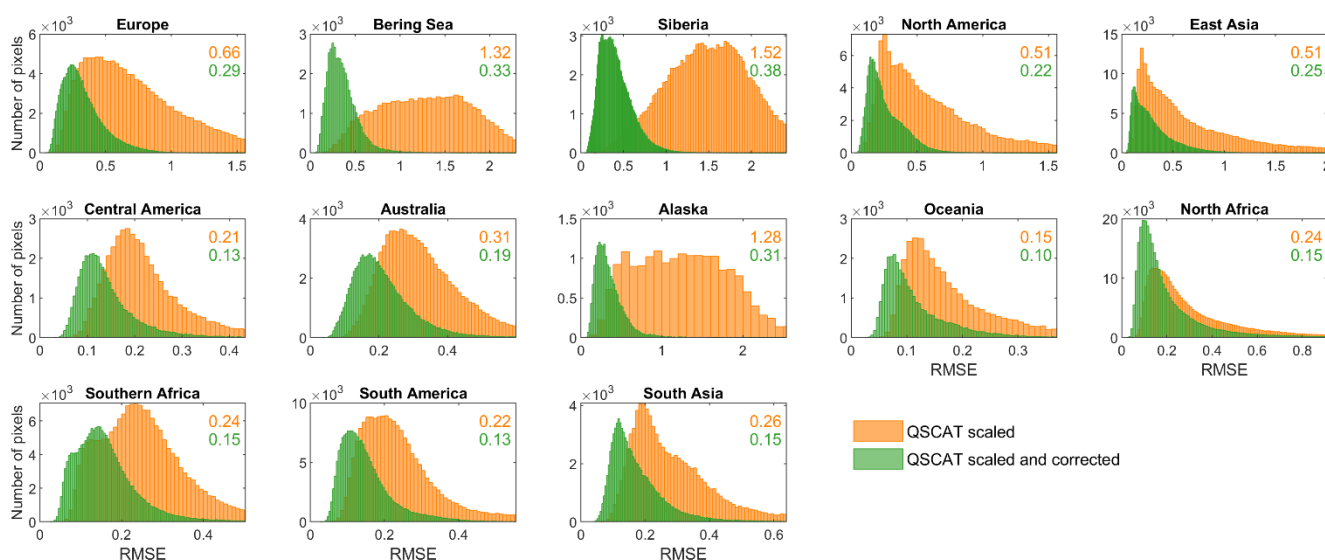 Europe
Bering Sea
Siberia
North America
East Asia
×10³
×10³
×10³
×10³
×10³
Number of pixels
6
4
2
0
0.66
0.29
0 0.5 1 1.5
3
2
1
0
1.32
0.33
0 0.5 1 1.5 2
3
2
1
0
1.52
0.38
0 0.5 1 1.5 2
6
4
2
0
0.51
0.22
0 0.5 1 1.5
15
10
5
0
0.51
0.25
0 0.5 1 1.5 2
Central America
Australia
Alaska
Oceania
North Africa
×10³
×10³
×10³
×10³
×10³
Number of pixels
3
2
1
0
0.21
0.13
0 0.1 0.2 0.3 0.4
4
3
2
1
0
0.31
0.19
0 0.2 0.4
1.5
1
0.5
0
1.28
0.31
0 1 2
3
2
1
0
0.15
0.10
0 0.1 0.2 0.3
RMSE
20
15
10
5
0
0.24
0.15
0 0.2 0.4 0.6 0.8
RMSE
Southern Africa
South America
South Asia
×10³
×10³
×10³
Number of pixels
6
4
2
0
0.24
0.15
0 0.2 0.4
RMSE
10
5
0
0.22
0.13
0 0.2 0.4
RMSE
4
2
0
0.26
0.15
0 0.2 0.4 0.6
RMSE
QSCAT scaled
QSCAT scaled and corrected